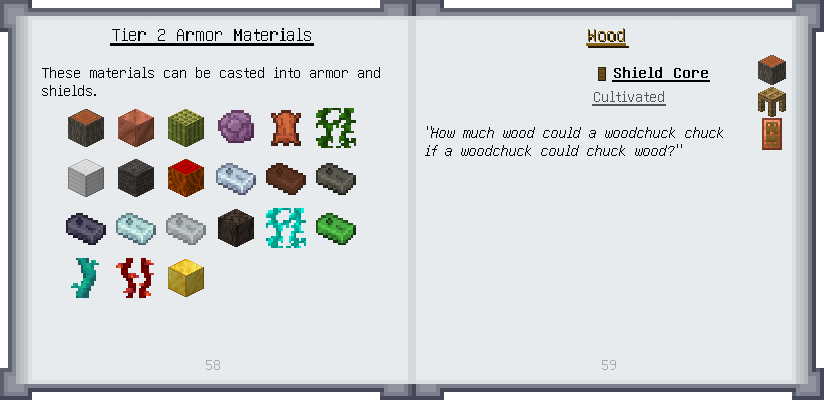 Tier 2 Armor Materials
These materials can be casted into armor and
shields.
58
Wood
Shield Core
Cultivated
"How much wood could a woodchuck chuck
if a woodchuck could chuck wood?"
59